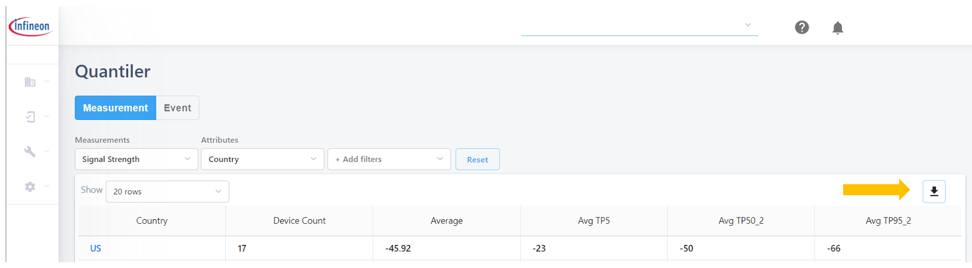 infineon
Quantiler
Measurement Event
Measurements Attributes
Signal Strength Country + Add filters Reset
Show 20 rows
Country Device Count Average Avg TP5 Avg TP50_2 Avg TP95_2
US 17 -45.92 -23 -50 -66